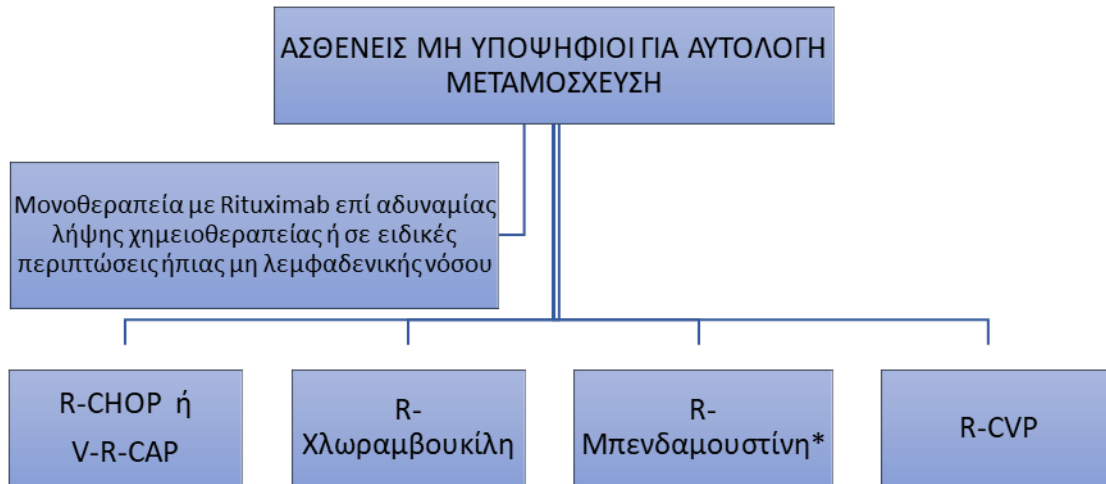 ΑΣΘΕΝΕΙΣ ΜΗ ΥΠΟΨΗΦΙΟΙ ΓΙΑ ΑΥΤΟΛΟΓΗ
ΜΕΤΑΜΟΣΧΕΥΣΗ
Μονοθεραπεία με Rituximab επί αδυναμίας
λήψης χημειοθεραπείας ή σε ειδικές
περιπτώσεις ήπιας μη λεμφαδενικής νόσου
R-CHOP ή
V-R-CAP
R-
Χλωραμβουκίλη
R-
Μπενδαμουστίνη*
R-CVP